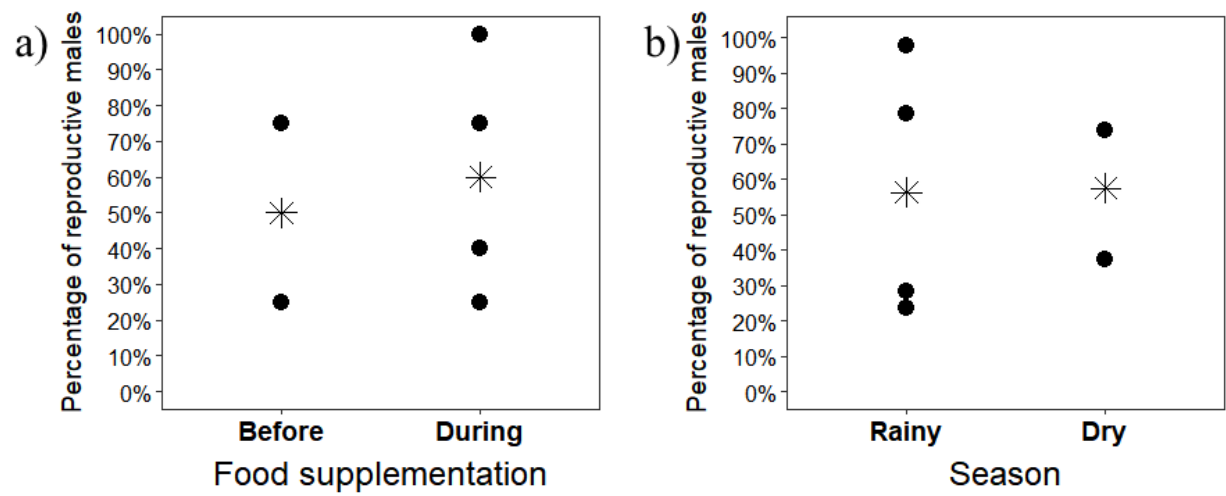 a)
Percentage of reproductive males
100%
90%
80%
70%
60%
50%
40%
30%
20%
10%
0%
Before During
Food supplementation
b)
Percentage of reproductive males
100%
90%
80%
70%
60%
50%
40%
30%
20%
10%
0%
Rainy Dry
Season